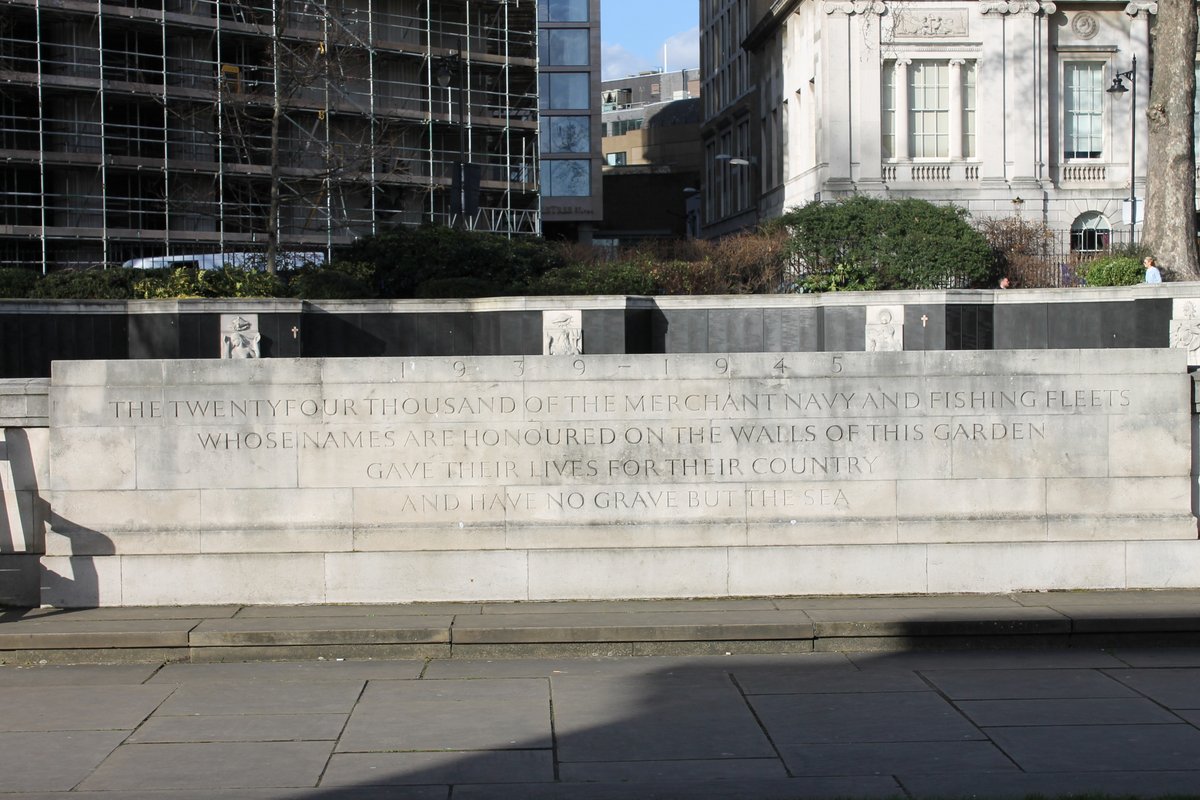 1939-1945
THE TWENTYFOUR THOUSAND OF THE MERCHANT NAVY AND FISHING FLEETS
WHOSE NAMES ARE HONOURED ON THE WALLS OF THIS GARDEN
GAVE THEIR LIVES FOR THEIR COUNTRY
AND HAVE NO GRAVE BUT THE SEA